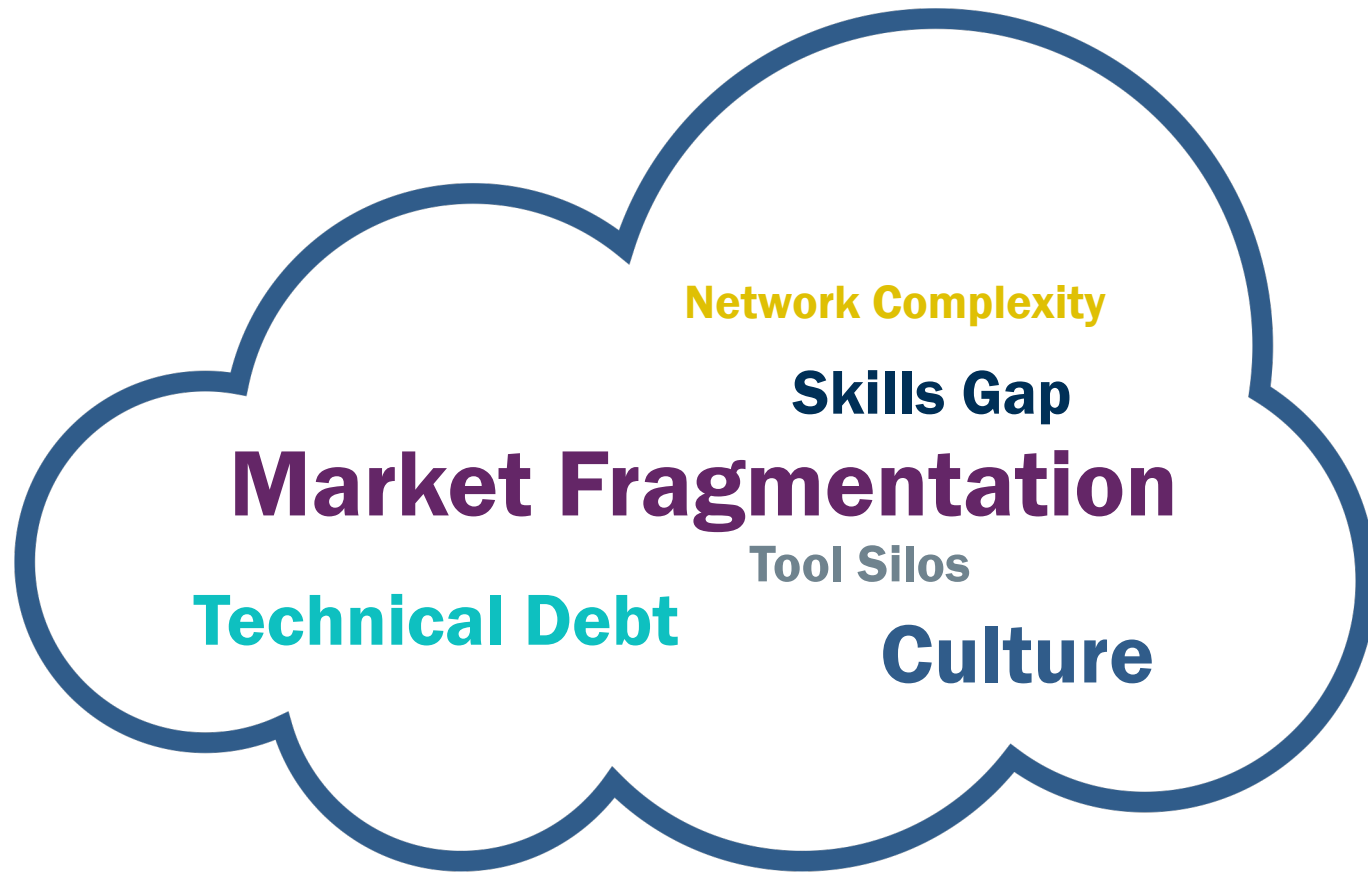 Network Complexity
Skills Gap
Market Fragmentation
Tool Silos
Technical Debt
Culture